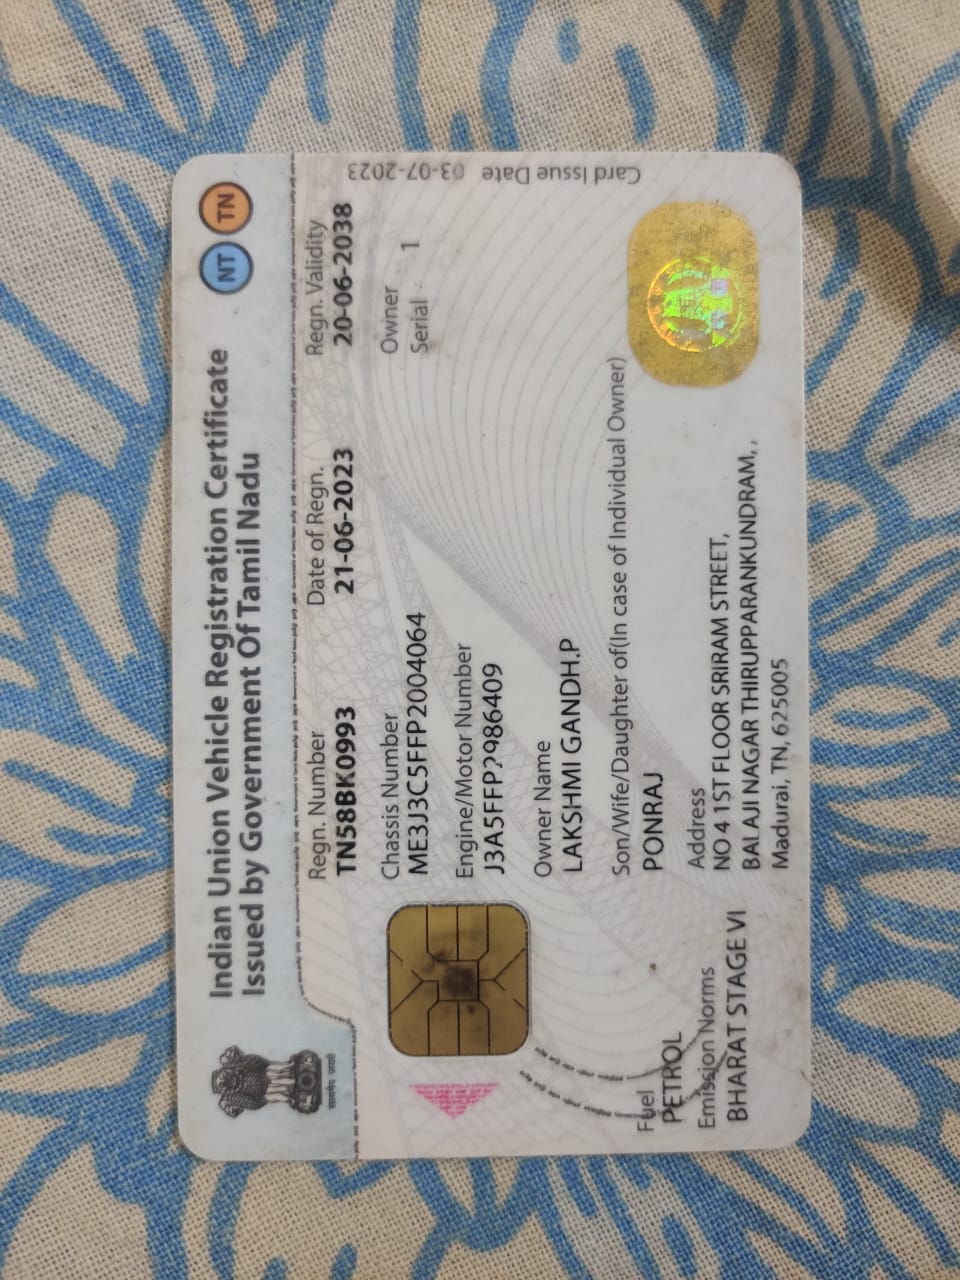 Indian Union Vehicle Registration Certificate
Issued by Government Of Tamil Nadu
NT TN
सत्यमेव जयते
Regn. Number Date of Regn. Regn. Validity
TN58BK0993 21-06-2023 20-06-2038
Card Issue Date 03-07-2023
Chassis Number
ME3J3C5FFP2004064
Owner
Serial 1
Engine/Motor Number
J3A5FFP2986409
Owner Name
LAKSHMI GANDH.P
Son/Wife/Daughter of(In case of Individual Owner)
PONRAJ
Fuel
PETROL
Emission Norms
BHARAT STAGE VI
Address
NO 4 1ST FLOOR SRIRAM STREET,
BALAJI NAGAR THIRUPPARANKUNDRAM, ,
Madurai, TN, 625005